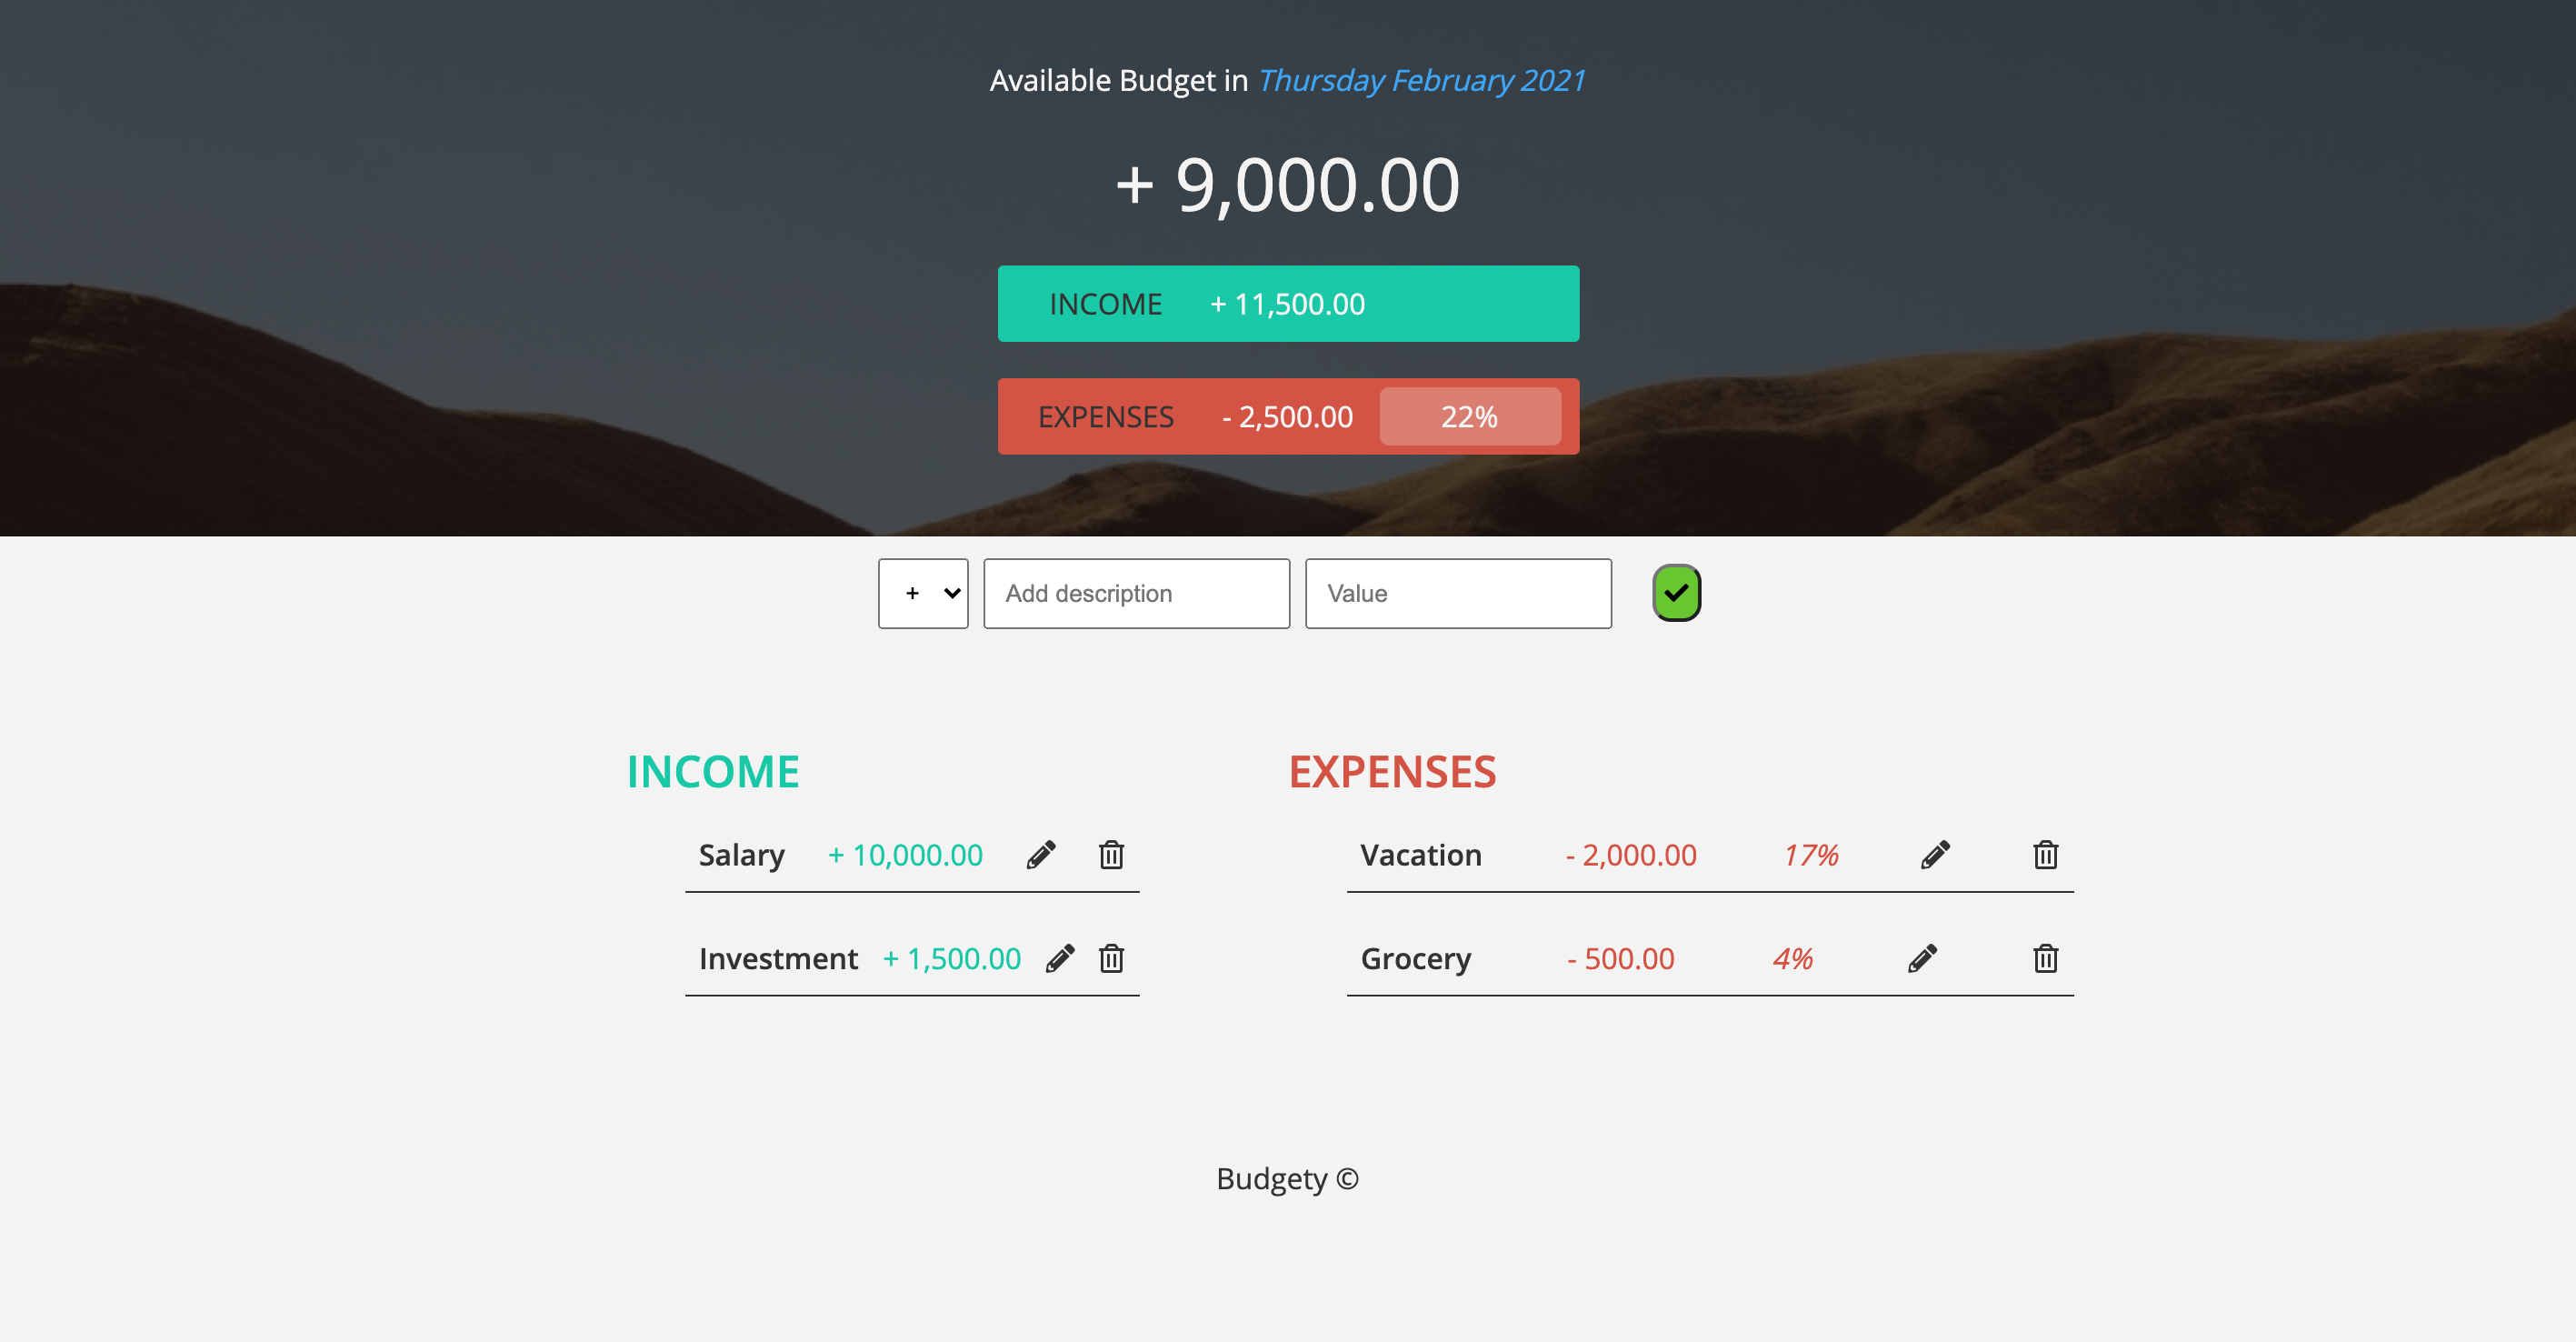 Available Budget in Thursday February 2021
+ 9,000.00
INCOME + 11,500.00
EXPENSES - 2,500.00 22%
+ Add description Value
INCOME
Salary + 10,000.00
Investment + 1,500.00
EXPENSES
Vacation - 2,000.00 17%
Grocery - 500.00 4%
Budgety ©